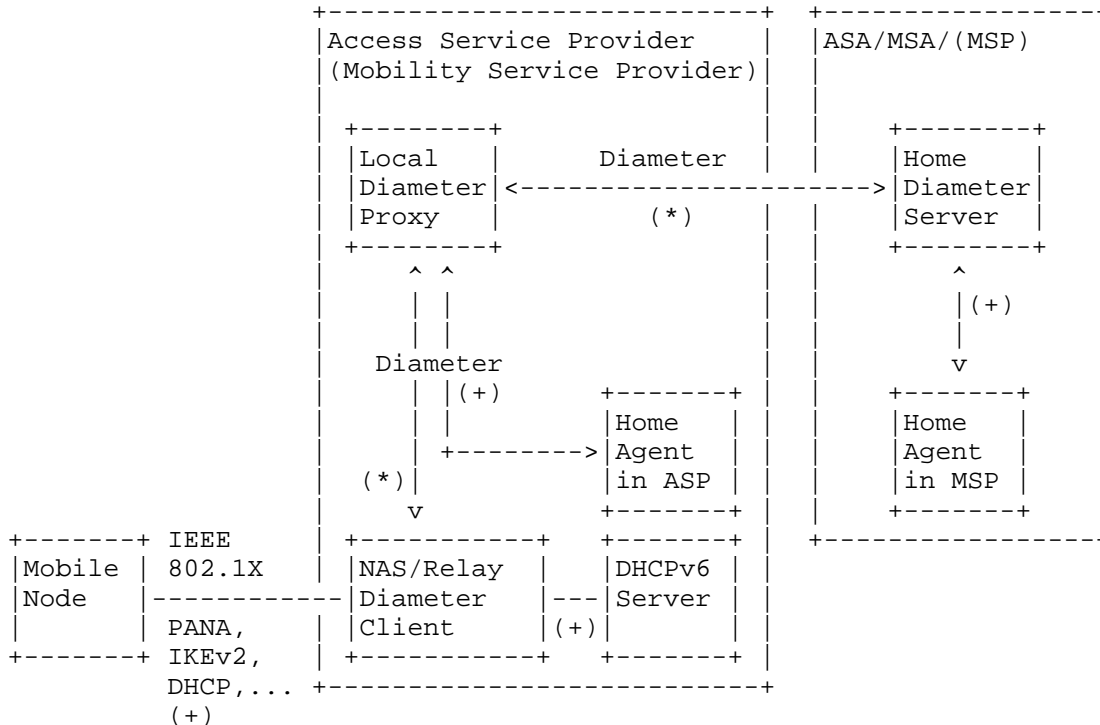 Access Service Provider ASA/MSA/(MSP)
(Mobility Service Provider)
Local Diameter Home
Diameter Diameter
Proxy (*) Server
(+)
Diameter
(+)
Home Home
Agent Agent
(*) in ASP in MSP
IEEE
Mobile 802.1X NAS/Relay DHCPv6
Node Diameter Server
PANA, Client (+)
IKEv2,
DHCP,...
(+)